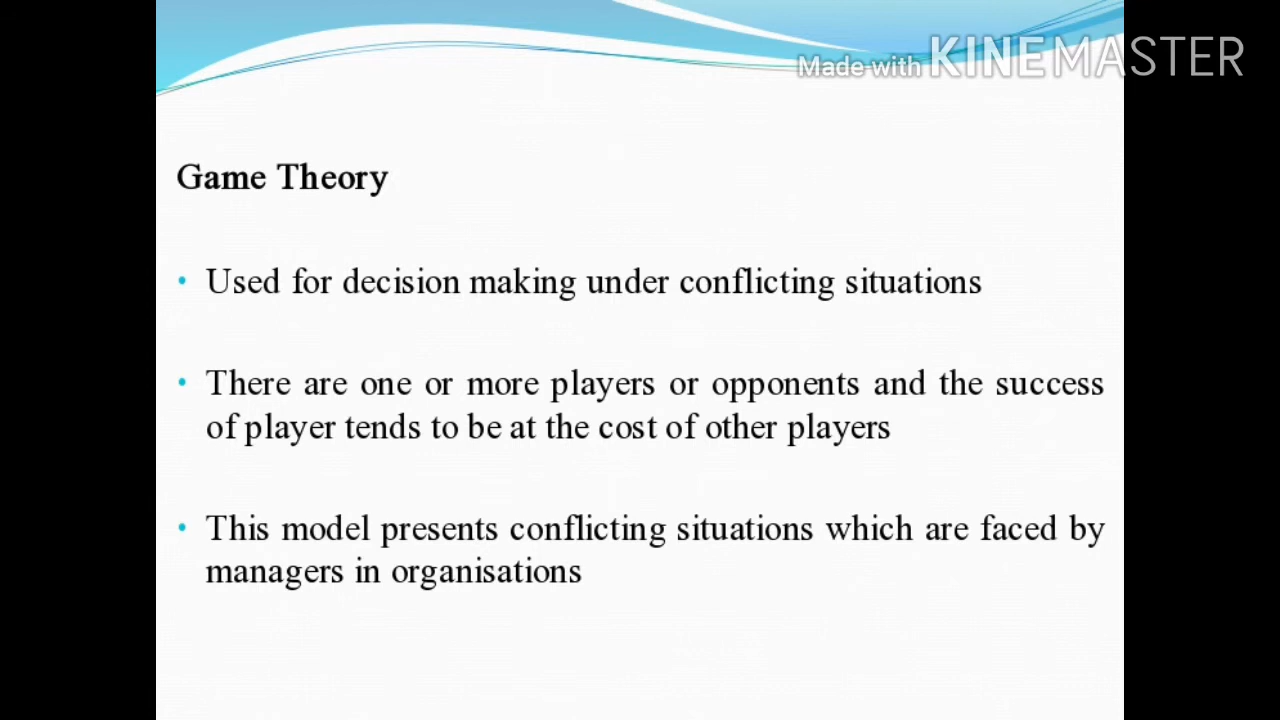 Made with KINEMASTER
Game Theory
• Used for decision making under conflicting situations
• There are one or more players or opponents and the success
of player tends to be at the cost of other players
• This model presents conflicting situations which are faced by
managers in organisations